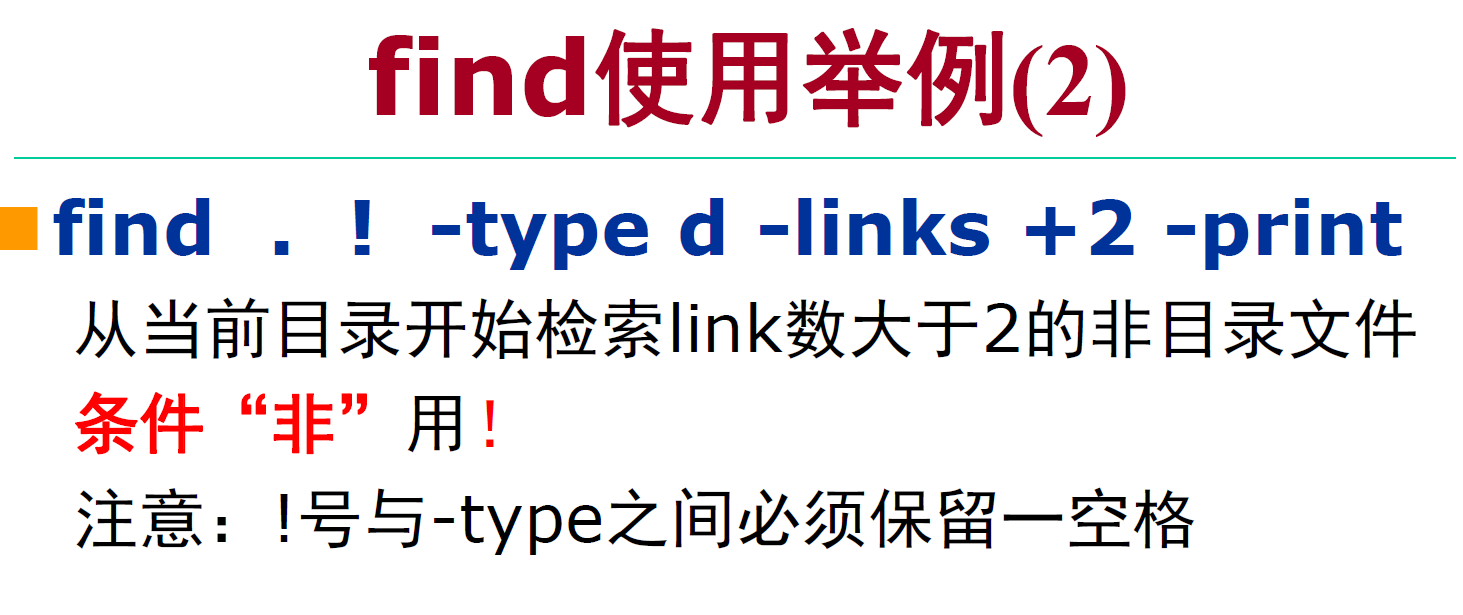 find使用举例(2)
find . ! -type d -links +2 -print
从当前目录开始检索link数大于2的非目录文件
条件“非”用!
注意：!号与-type之间必须保留一空格